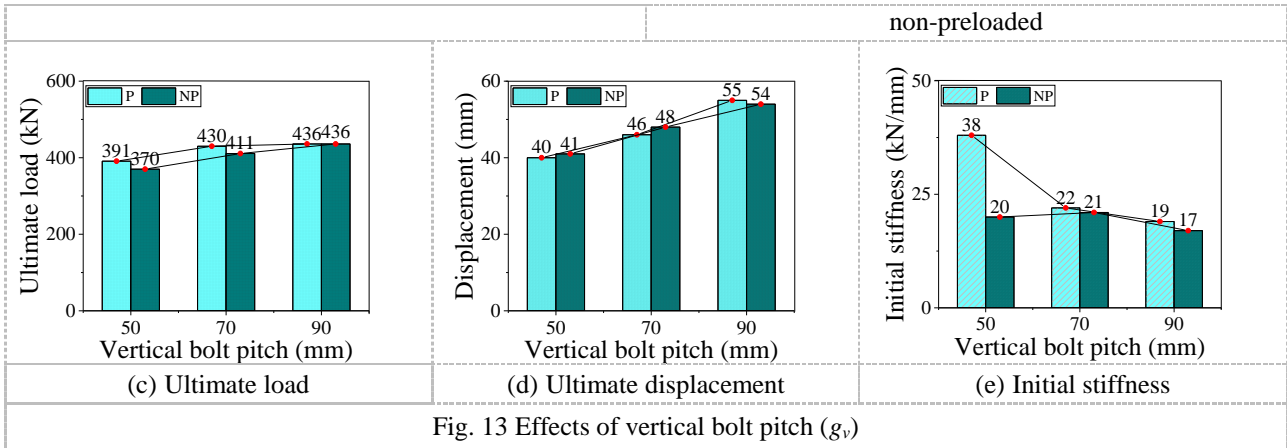 non-preloaded
600
400
200
0
Ultimate load (kN)
P NP
391 370 430 411 436 436
50 70 90
Vertical bolt pitch (mm)
60
40
20
0
Displacement (mm)
P NP
40 41 46 48 55 54
50 70 90
Vertical bolt pitch (mm)
50
25
0
Initial stiffness (kN/mm)
P NP
38 20 22 21 19 17
50 70 90
Vertical bolt pitch (mm)
(c) Ultimate load
(d) Ultimate displacement
(e) Initial stiffness
Fig. 13 Effects of vertical bolt pitch (gv)